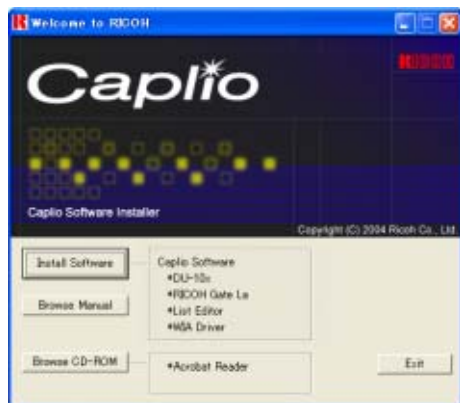 Welcome to RICOH
RICOH
Caplio
Caplio Software Installer
Copyright (C) 2004 Ricoh Co., Ltd.
Install Software
Caplio Software
*DU-10x
*RICOH Gate La
*List Editor
*WIA Driver
Browse Manual
Browse CD-ROM
*Acrobat Reader
Exit